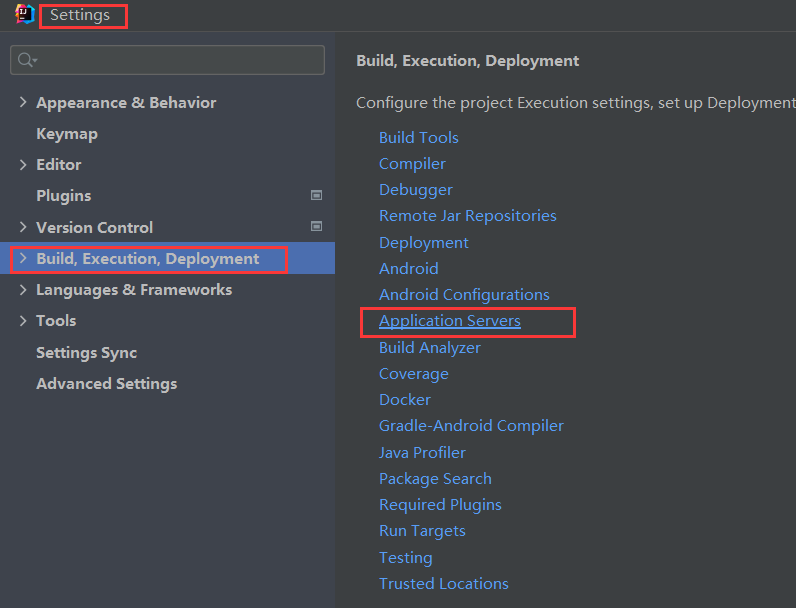 Settings
Appearance & Behavior
Keymap
Editor
Plugins
Version Control
Build, Execution, Deployment
Languages & Frameworks
Tools
Settings Sync
Advanced Settings
Build, Execution, Deployment
Configure the project Execution settings, set up Deployment
Build Tools
Compiler
Debugger
Remote Jar Repositories
Deployment
Android
Android Configurations
Application Servers
Build Analyzer
Coverage
Docker
Gradle-Android Compiler
Java Profiler
Package Search
Required Plugins
Run Targets
Testing
Trusted Locations